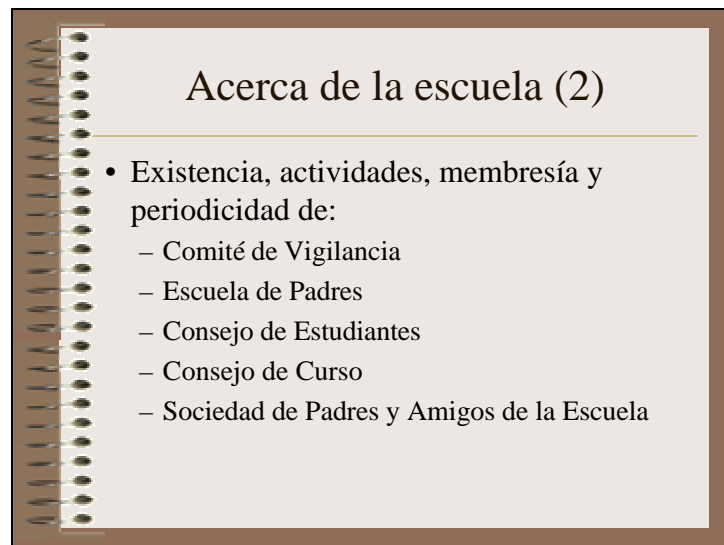 Acerca de la escuela (2)
• Existencia, actividades, membresía y
periodicidad de:
– Comité de Vigilancia
– Escuela de Padres
– Consejo de Estudiantes
– Consejo de Curso
– Sociedad de Padres y Amigos de la Escuela